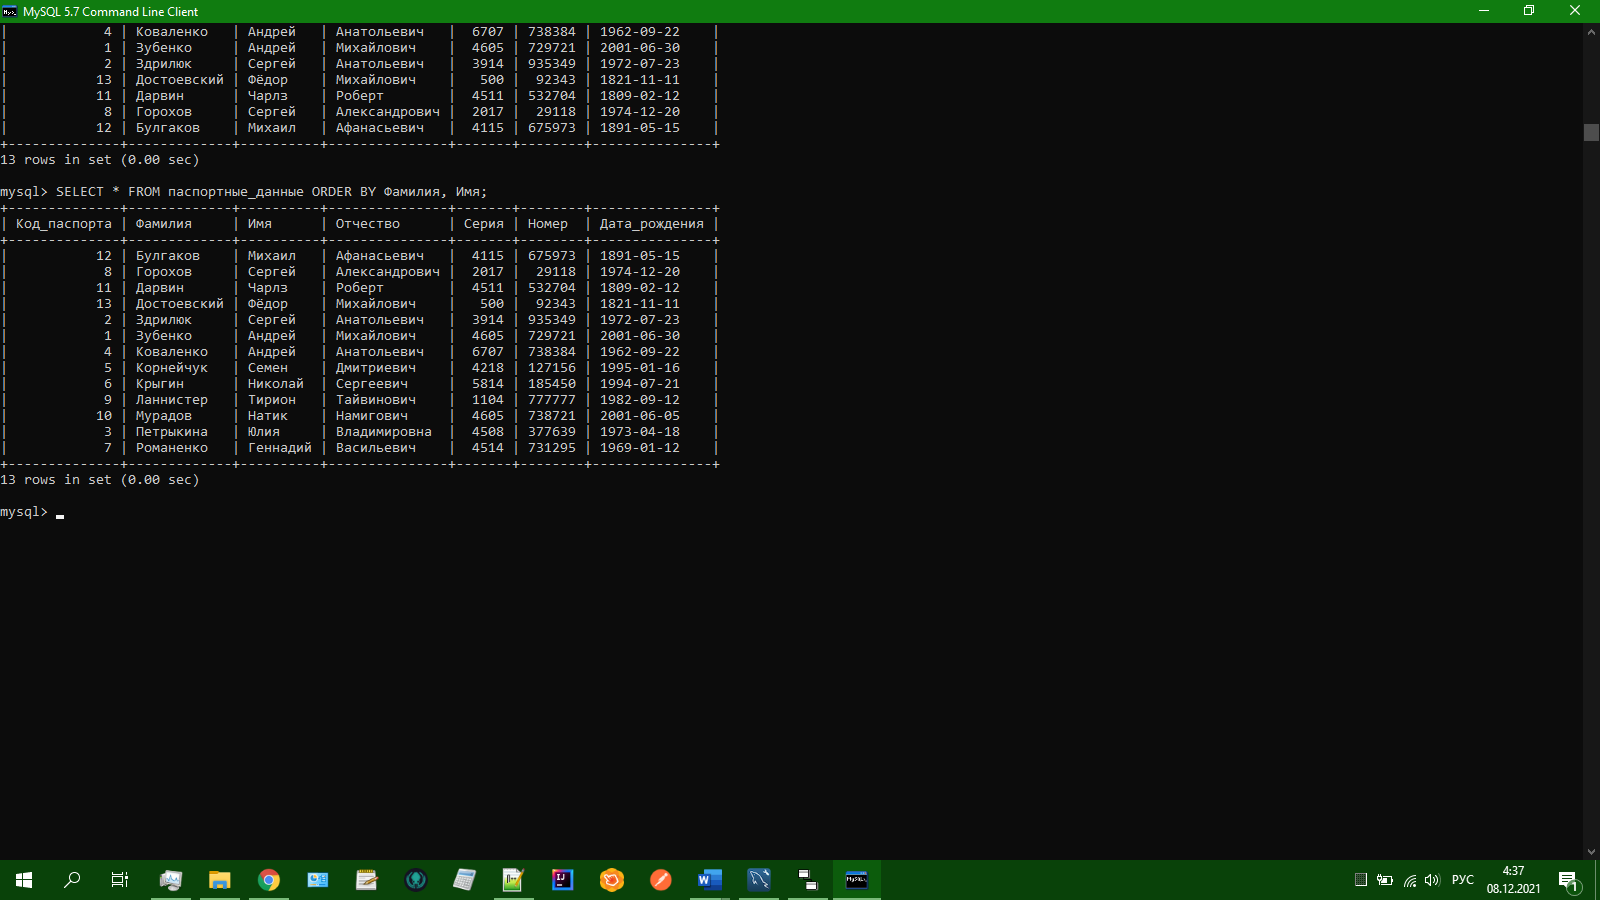 MySQL 5.7 Command Line Client
|            4 | Коваленко   | Андрей   | Анатольевич   |  6707 | 738384 | 1962-09-22    |
|            1 | Зубенко     | Андрей   | Михайлович    |  4605 | 729721 | 2001-06-30    |
|            2 | Здрилюк     | Сергей   | Анатольевич   |  3914 | 935349 | 1972-07-23    |
|           13 | Достоевский | Фёдор    | Михайлович    |   500 |  92343 | 1821-11-11    |
|           11 | Дарвин      | Чарлз    | Роберт        |  4511 | 532704 | 1809-02-12    |
|            8 | Горохов     | Сергей   | Александрович |  2017 |  29118 | 1974-12-20    |
|           12 | Булгаков    | Михаил   | Афанасьевич   |  4115 | 675973 | 1891-05-15    |
+--------------+-------------+----------+---------------+-------+--------+---------------+
13 rows in set (0.00 sec)
mysql> SELECT * FROM паспортные_данные ORDER BY Фамилия, Имя;
+--------------+-------------+----------+---------------+-------+--------+---------------+
| Код_паспорта | Фамилия     | Имя      | Отчество      | Серия | Номер  | Дата_рождения |
+--------------+-------------+----------+---------------+-------+--------+---------------+
|           12 | Булгаков    | Михаил   | Афанасьевич   |  4115 | 675973 | 1891-05-15    |
|            8 | Горохов     | Сергей   | Александрович |  2017 |  29118 | 1974-12-20    |
|           11 | Дарвин      | Чарлз    | Роберт        |  4511 | 532704 | 1809-02-12    |
|           13 | Достоевский | Фёдор    | Михайлович    |   500 |  92343 | 1821-11-11    |
|            2 | Здрилюк     | Сергей   | Анатольевич   |  3914 | 935349 | 1972-07-23    |
|            1 | Зубенко     | Андрей   | Михайлович    |  4605 | 729721 | 2001-06-30    |
|            4 | Коваленко   | Андрей   | Анатольевич   |  6707 | 738384 | 1962-09-22    |
|            5 | Корнейчук   | Семен    | Дмитриевич    |  4218 | 127156 | 1995-01-16    |
|            6 | Крыгин      | Николай  | Сергеевич     |  5814 | 185450 | 1994-07-21    |
|            9 | Ланнистер   | Тирион   | Тайвинович    |  1104 | 777777 | 1982-09-12    |
|           10 | Мурадов     | Натик    | Намигович     |  4605 | 738721 | 2001-06-05    |
|            3 | Петрыкина   | Юлия     | Владимировна  |  4508 | 377639 | 1973-04-18    |
|            7 | Романенко   | Геннадий | Васильевич    |  4514 | 731295 | 1969-01-12    |
+--------------+-------------+----------+---------------+-------+--------+---------------+
13 rows in set (0.00 sec)
mysql>
РУС
4:37
08.12.2021
1